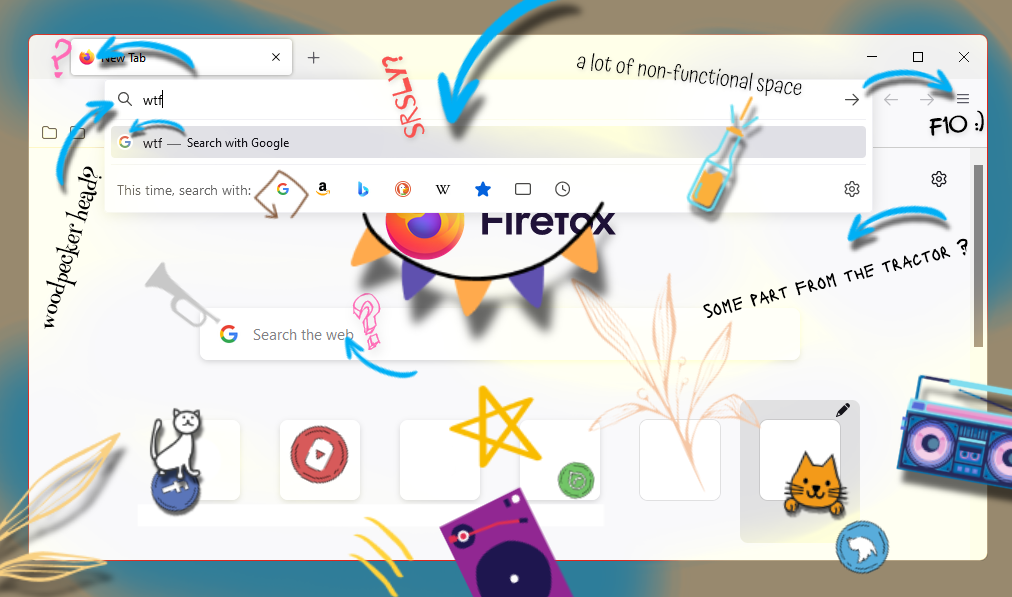 ?
New Tab
SRSLY?
a lot of non-functional space
wtf
F10 :)
wtf — Search with Google
This time, search with:
a
W
woodpecker head?
Firefox
SOME PART FROM THE TRACTOR ?
?
Search the web